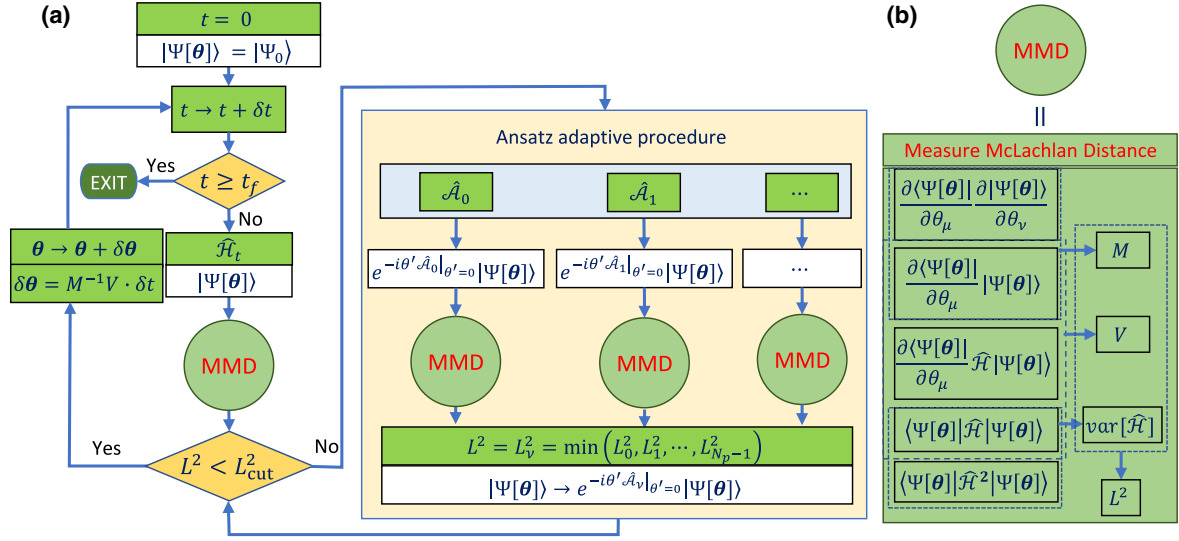 (a)
t = 0
|Ψ[θ]⟩ = |Ψ₀⟩
t → t + δt
t ≥ t_f
Yes
EXIT
No
θ → θ + δθ
δθ = M⁻¹V · δt
Ĥ_t
|Ψ[θ]⟩
MMD
L² < L²_cut
Yes
No
Ansatz adaptive procedure
𝒜̂₀
𝒜̂₁
⋯
e^{-iθ′𝒜̂₀}|_{θ′=0}|Ψ[θ]⟩
e^{-iθ′𝒜̂₁}|_{θ′=0}|Ψ[θ]⟩
⋯
MMD
MMD
MMD
L² = L²_ν = min(L²₀, L²₁, ⋯, L²_{N_p−1})
|Ψ[θ]⟩ → e^{-iθ′𝒜̂_ν}|_{θ′=0}|Ψ[θ]⟩
(b)
MMD
=
Measure McLachlan Distance
∂⟨Ψ[θ]|/∂θ_μ ∂|Ψ[θ]⟩/∂θ_ν
∂⟨Ψ[θ]|/∂θ_μ |Ψ[θ]⟩
∂⟨Ψ[θ]|/∂θ_μ Ĥ|Ψ[θ]⟩
⟨Ψ[θ]|Ĥ|Ψ[θ]⟩
⟨Ψ[θ]|Ĥ²|Ψ[θ]⟩
M
V
var[Ĥ]
L²